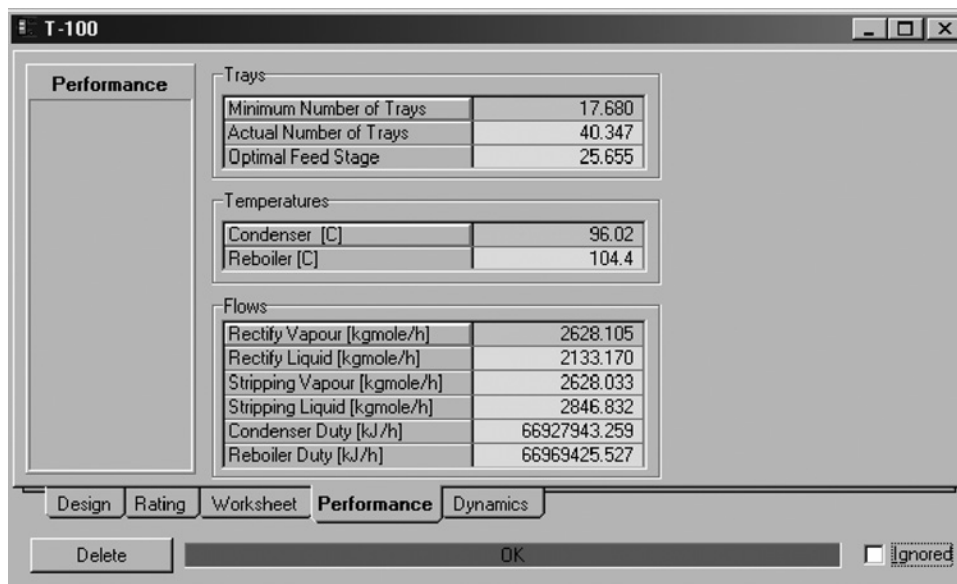 T-100
Performance
Trays
Minimum Number of Trays 17.680
Actual Number of Trays 40.347
Optimal Feed Stage 25.655
Temperatures
Condenser [C] 96.02
Reboiler [C] 104.4
Flows
Rectify Vapour [kgmole/h] 2628.105
Rectify Liquid [kgmole/h] 2133.170
Stripping Vapour [kgmole/h] 2628.033
Stripping Liquid [kgmole/h] 2846.832
Condenser Duty [kJ/h] 66927943.259
Reboiler Duty [kJ/h] 66969425.527
Design Rating Worksheet Performance Dynamics
Delete OK Ignored